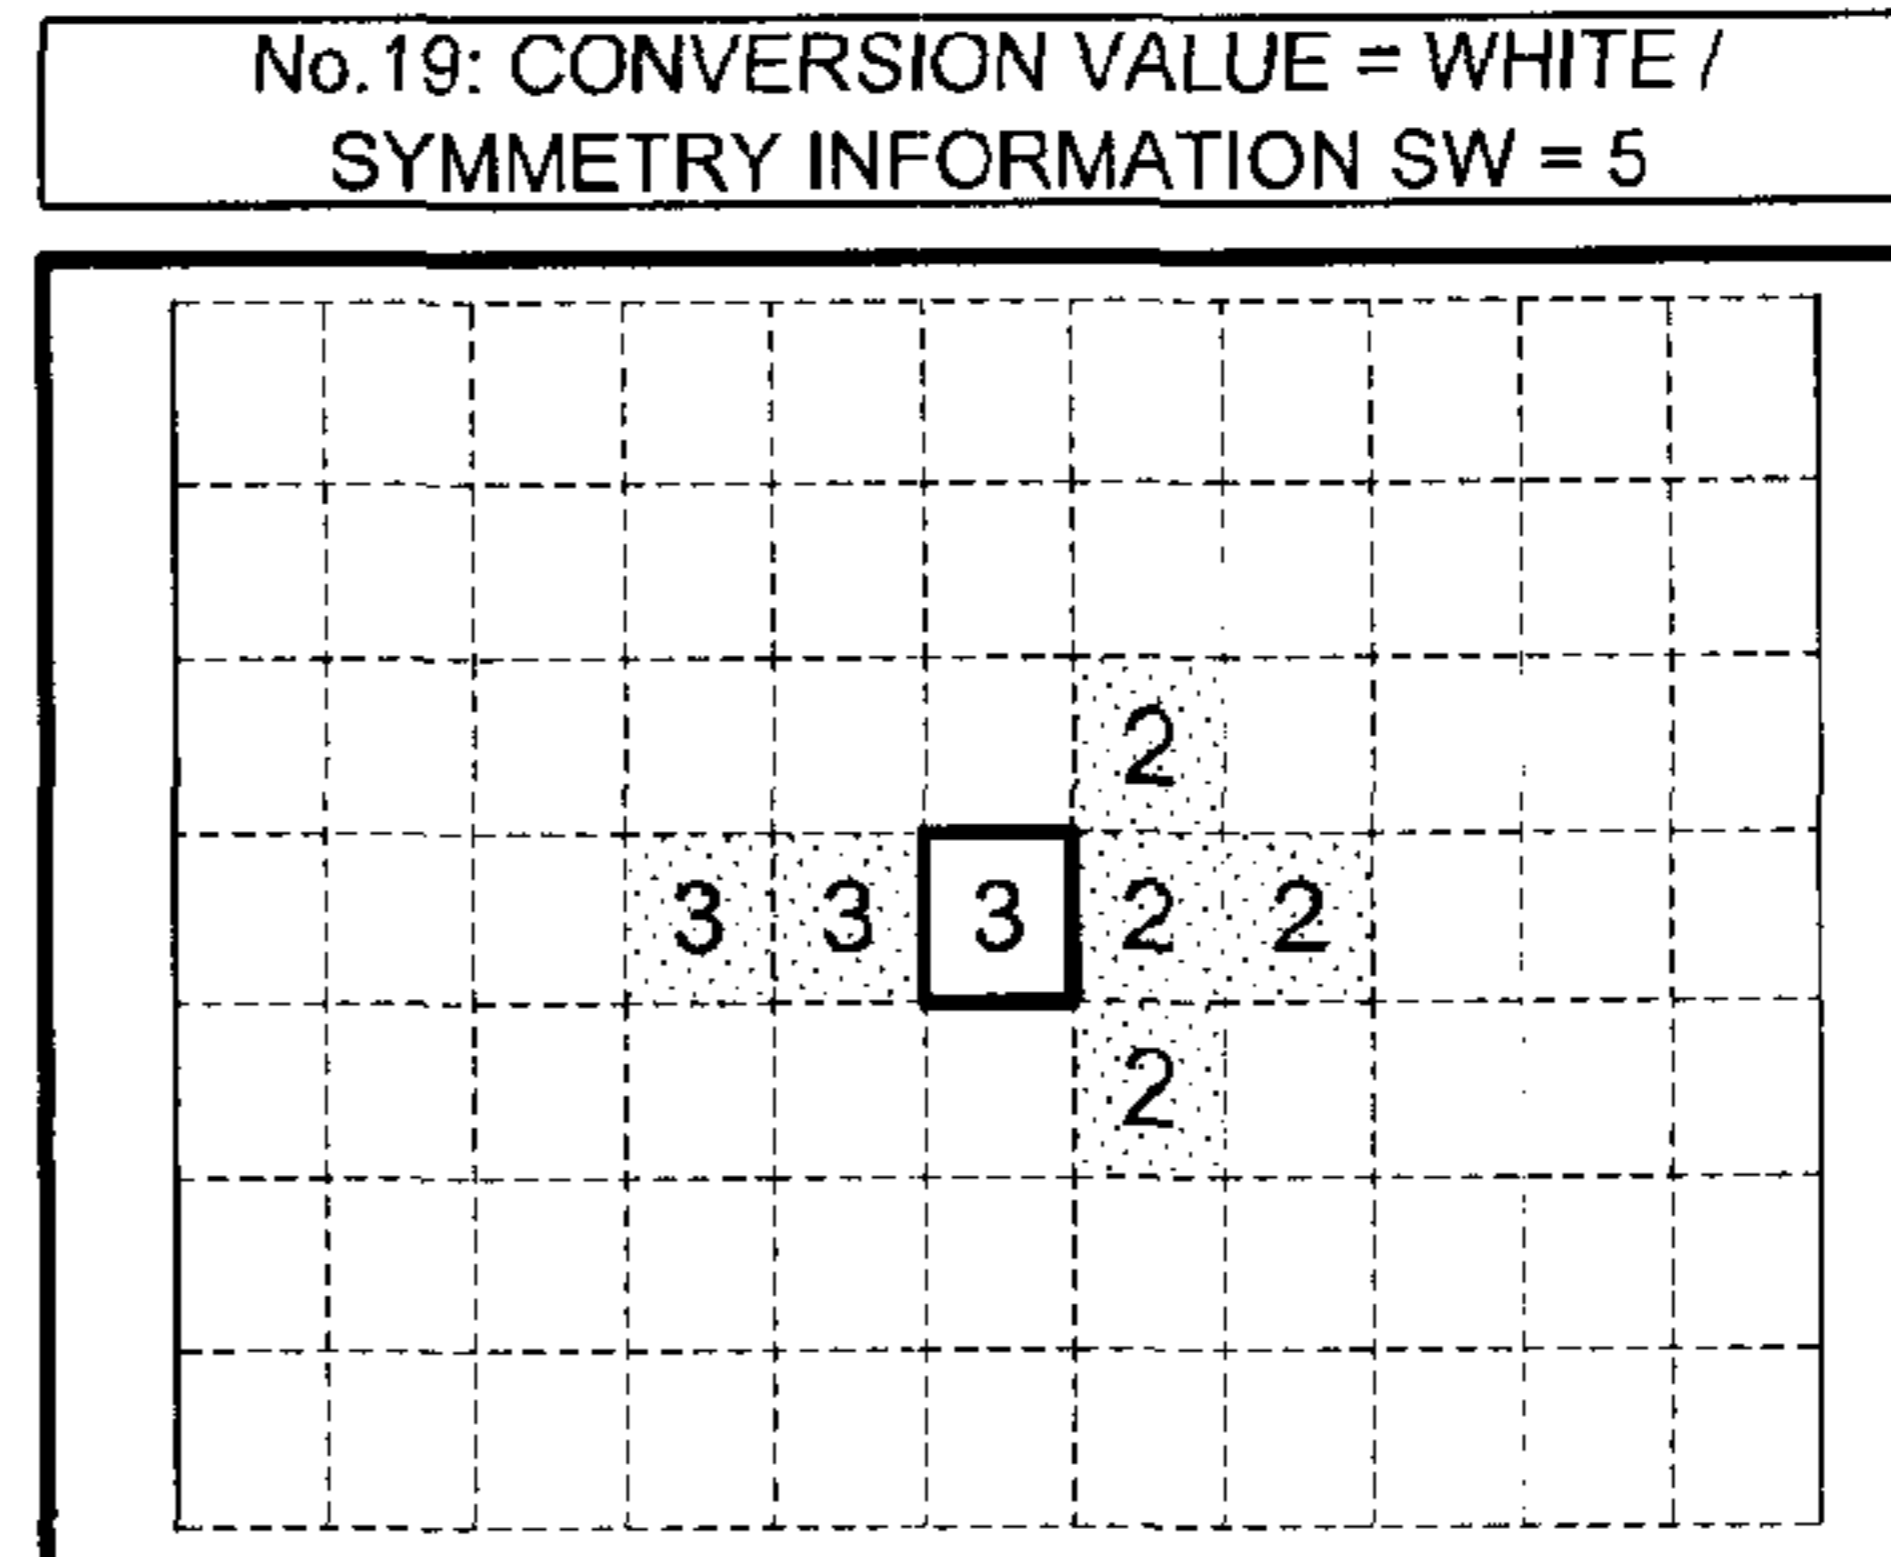 No.19: CONVERSION VALUE = WHITE /
SYMMETRY INFORMATION SW = 5
2
3 3 3 2 2
2